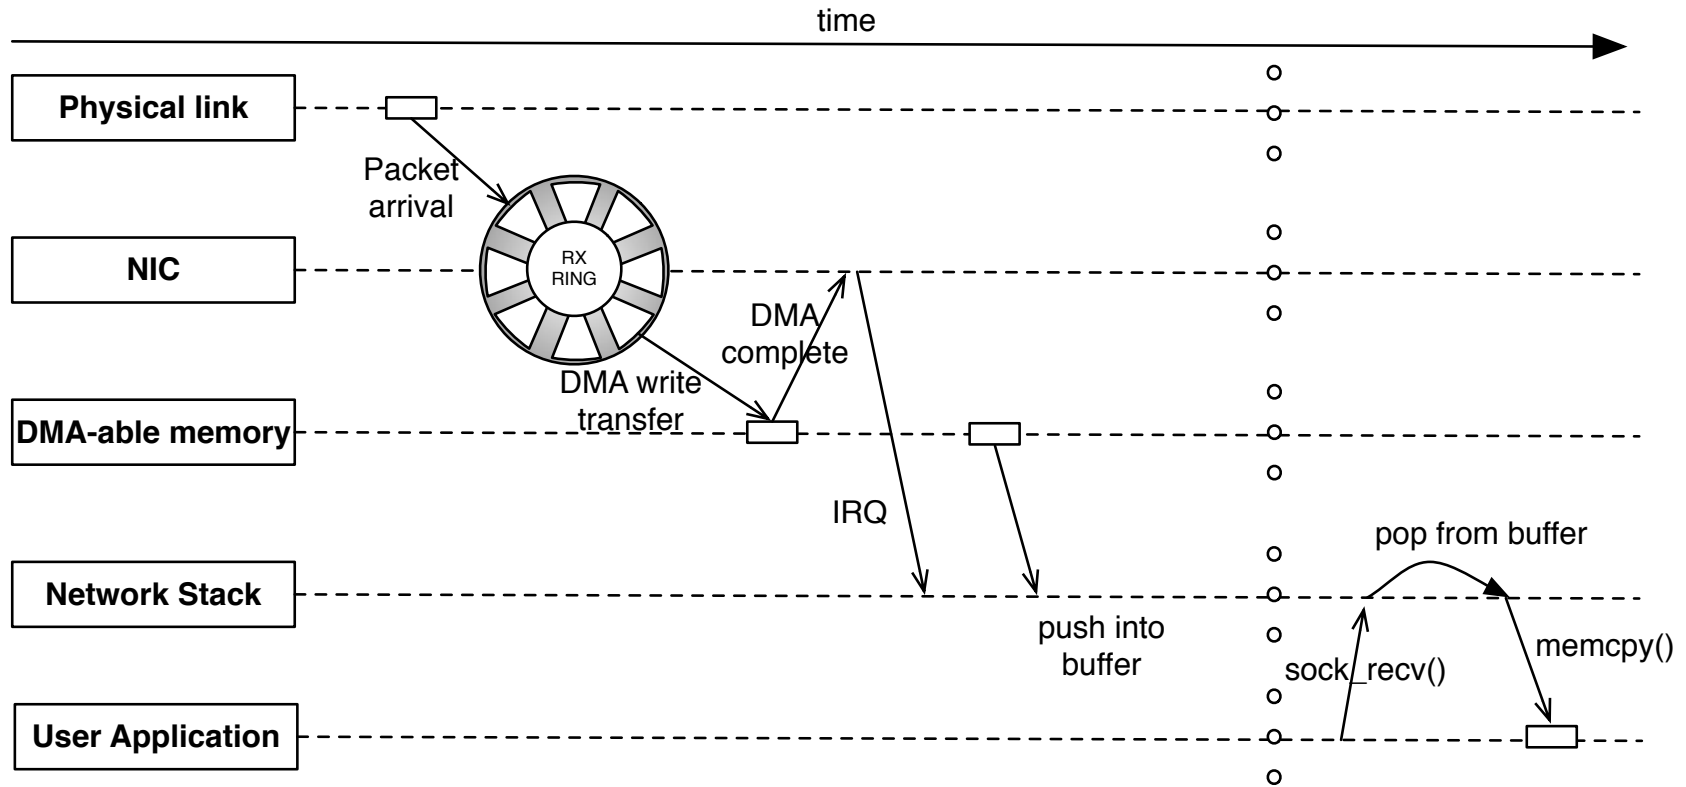 time
Physical link
Packet
arrival
NIC
RX
RING
DMA
complete
DMA write
transfer
DMA-able memory
IRQ
pop from buffer
Network Stack
push into
buffer
memcpy()
sock_recv()
User Application